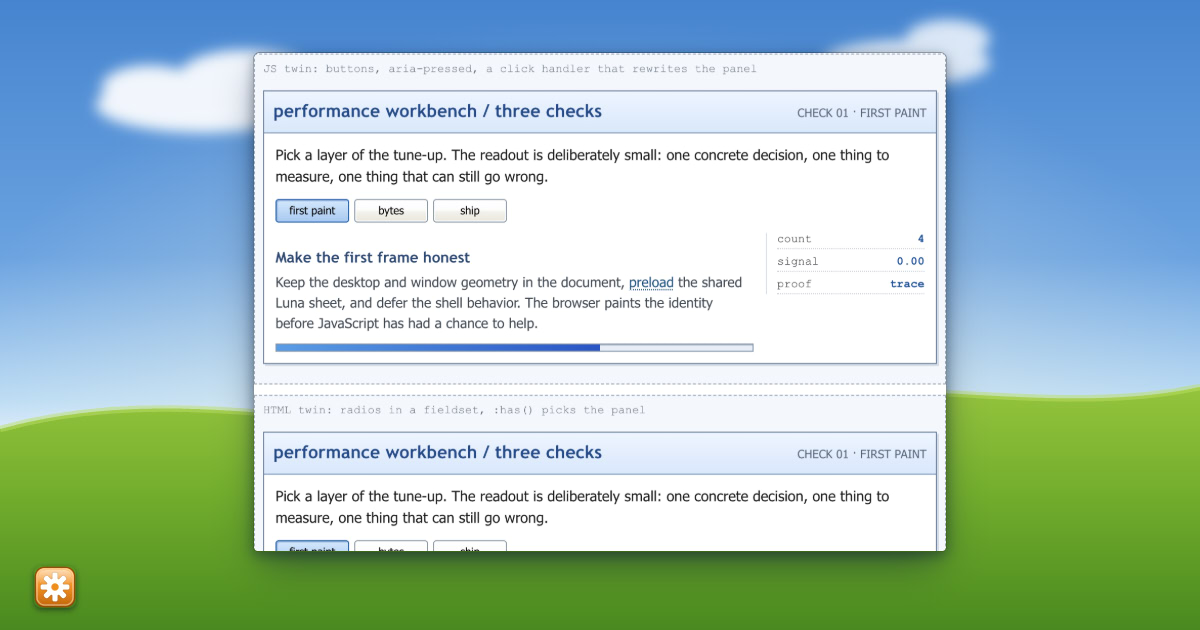 JS twin: buttons, aria-pressed, a click handler that rewrites the panel
performance workbench / three checks
CHECK 01 · FIRST PAINT
Pick a layer of the tune-up. The readout is deliberately small: one concrete decision, one thing to
measure, one thing that can still go wrong.
first paint
bytes
ship
Make the first frame honest
Keep the desktop and window geometry in the document, preload the shared
Luna sheet, and defer the shell behavior. The browser paints the identity
before JavaScript has had a chance to help.
count 4
signal 0.00
proof trace
HTML twin: radios in a fieldset, :has() picks the panel
performance workbench / three checks
CHECK 01 · FIRST PAINT
Pick a layer of the tune-up. The readout is deliberately small: one concrete decision, one thing to
measure, one thing that can still go wrong.
first paint
bytes
ship